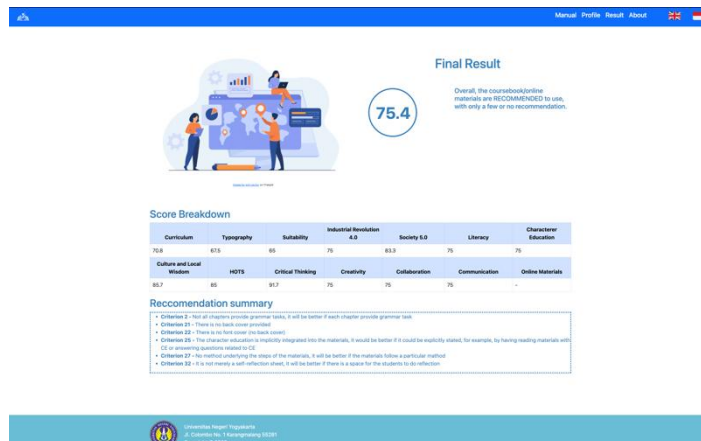 Manual Profile Result About
Final Result
75.4
Overall, the coursebook/online
materials are RECOMMENDED to use,
with only a few or no recommendation.
Score Breakdown
Curriculum Typography Suitability Industrial Revolution 4.0 Society 5.0 Literacy Characterer Education
70.8 67.5 65 75 83.3 75 75
Culture and Local Wisdom HOTS Critical Thinking Creativity Collaboration Communication Online Materials
85.7 65 91.7 75 75 75 -
Reccomendation summary
• Criterion 2 - Not all chapters provide grammar tasks, it will be better if each chapter provide grammar task
• Criterion 21 - There is no back cover provided
• Criterion 22 - There is no font cover (no back cover)
• Criterion 25 - The character education is implicitly integrated into the materials, it would be better if it could be explicitly stated, for example, by having reading materials with
CE or answering questions related to CE
• Criterion 27 - No method underlying the steps of the materials, it will be better if the materials follow a particular method
• Criterion 32 - It is not merely a self-reflection sheet, it will be better if there is a space for the students to do reflection
Universitas Negeri Yogyakarta
Jl. Colombo No. 1 Karangmalang 55281